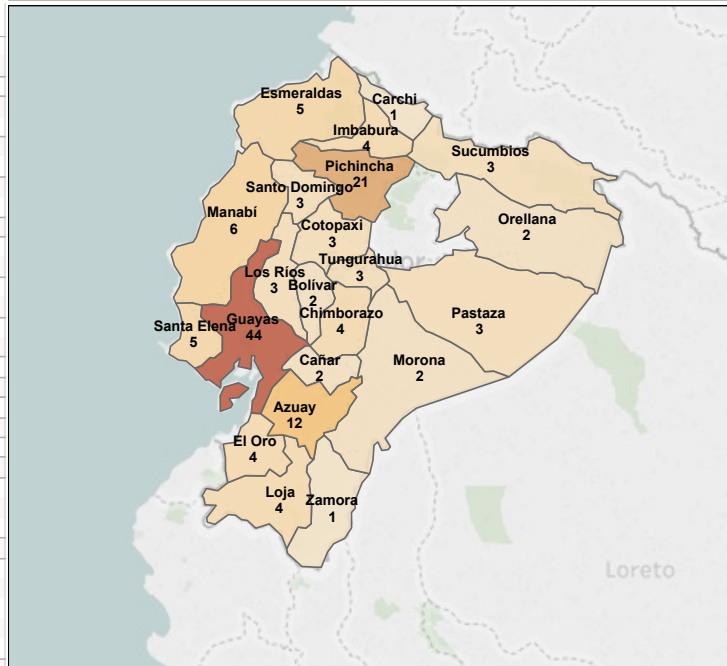 Esmeraldas
5
Carchi
1
Imbabura
4
Sucumbios
3
Pichincha
21
Santo Domingo
3
Orellana
2
Manabí
6
Cotopaxi
3
Tungurahua
3
Los Ríos
3
Bolívar
2
Chimborazo
4
Pastaza
3
Guayas
44
Santa Elena
5
Cañar
2
Morona
2
Azuay
12
El Oro
4
Loja
4
Zamora
1
Loreto